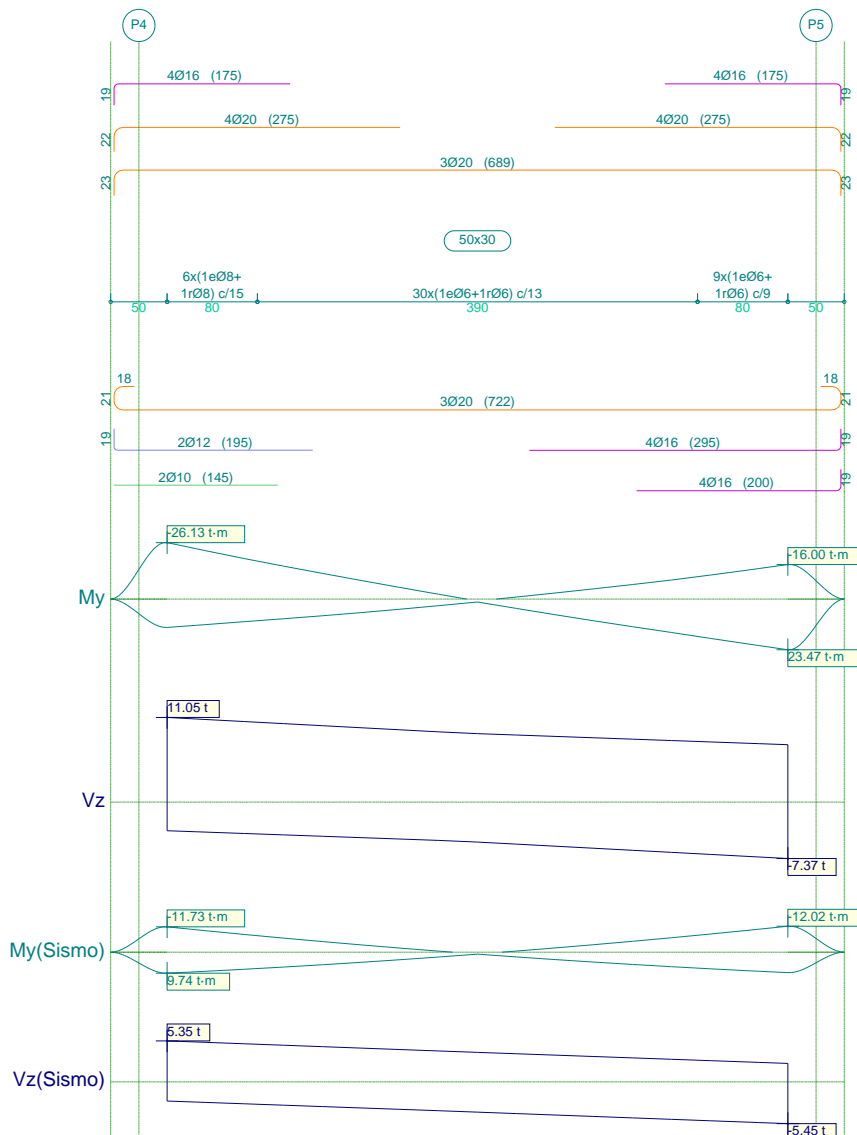 P4 P5
4Ø16 (175) 4Ø16 (175)
19 19
4Ø20 (275) 4Ø20 (275)
22 22
3Ø20 (689)
23 23
50x30
6x(1eØ8+ 9x(1eØ6+
1rØ8) c/15 30x(1eØ6+1rØ6) c/13 1rØ6) c/9
50 80 390 80 50
18 18
21 3Ø20 (722) 21
19 2Ø12 (195) 4Ø16 (295) 19
2Ø10 (145) 4Ø16 (200) 19
-26.13 t·m
-16.00 t·m
My
23.47 t·m
11.05 t
Vz
-7.37 t
-11.73 t·m -12.02 t·m
My(Sismo)
9.74 t·m
5.35 t
Vz(Sismo)
-5.45 t